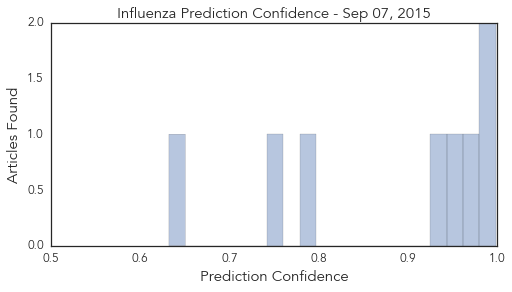 Influenza Prediction Confidence - Sep 07, 2015
2.0
1.5
1.0
0.5
0.0
Articles Found
0.5 0.6 0.7 0.8 0.9 1.0
Prediction Confidence